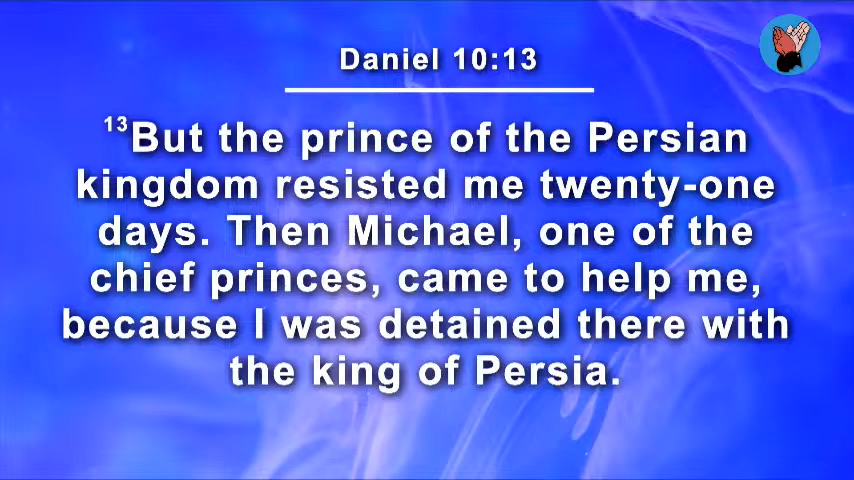 Daniel 10:13
13But the prince of the Persian
kingdom resisted me twenty-one
days. Then Michael, one of the
chief princes, came to help me,
because I was detained there with
the king of Persia.